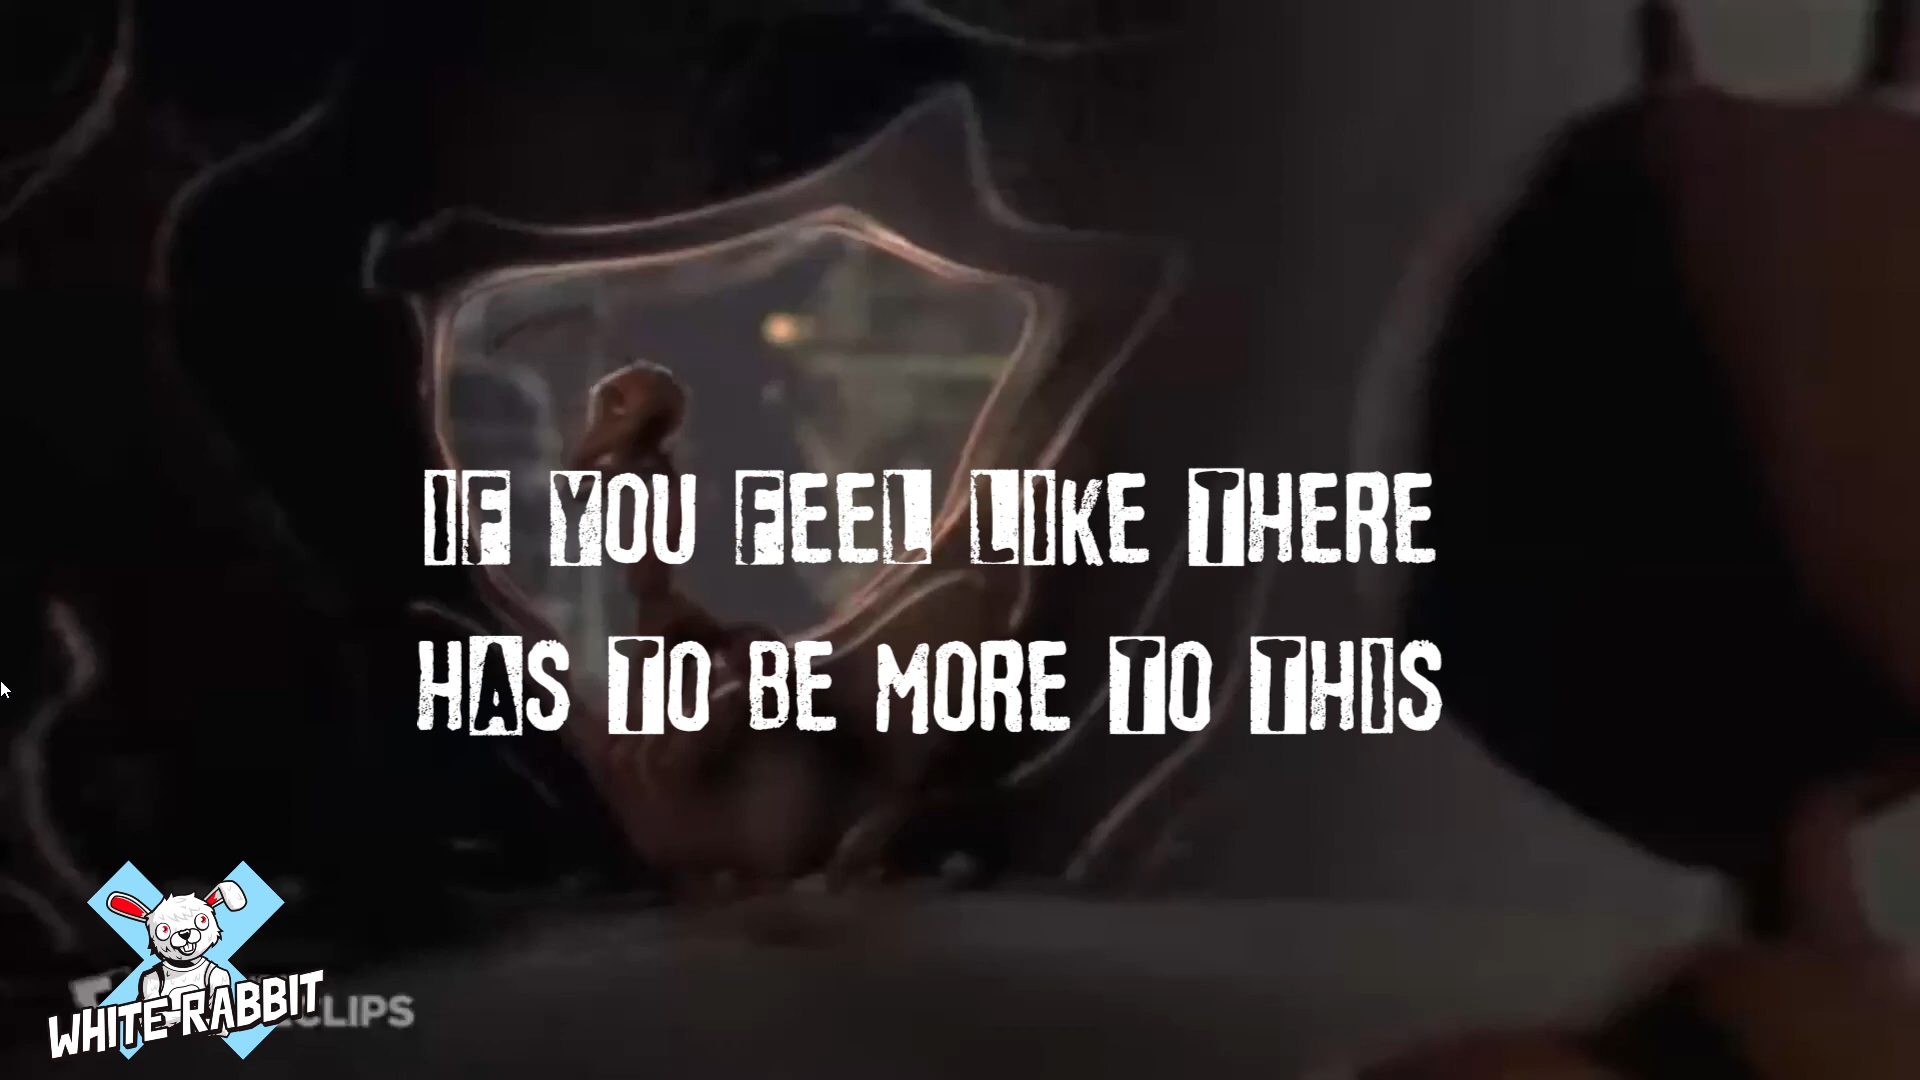 IF YOU FEEL LIKE THERE
HAS TO BE MORE TO THIS
WHITE RABBIT
CLIPS